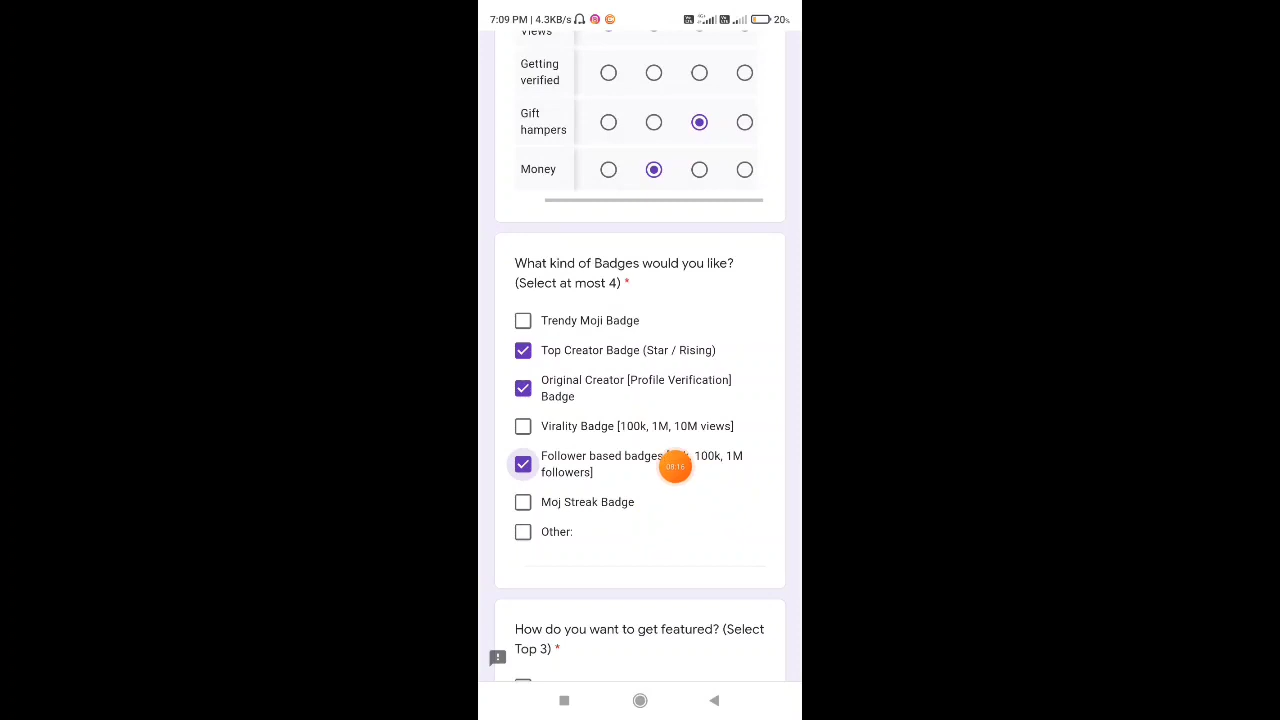 7:09 PM | 4.3KB/s 20%
Views
Getting
verified
Gift
hampers
Money
What kind of Badges would you like?
(Select at most 4) *
Trendy Moji Badge
Top Creator Badge (Star / Rising)
Original Creator [Profile Verification]
Badge
Virality Badge [100k, 1M, 10M views]
Follower based badges 100k, 1M
08:16
followers]
Moj Streak Badge
Other:
How do you want to get featured? (Select
Top 3) *